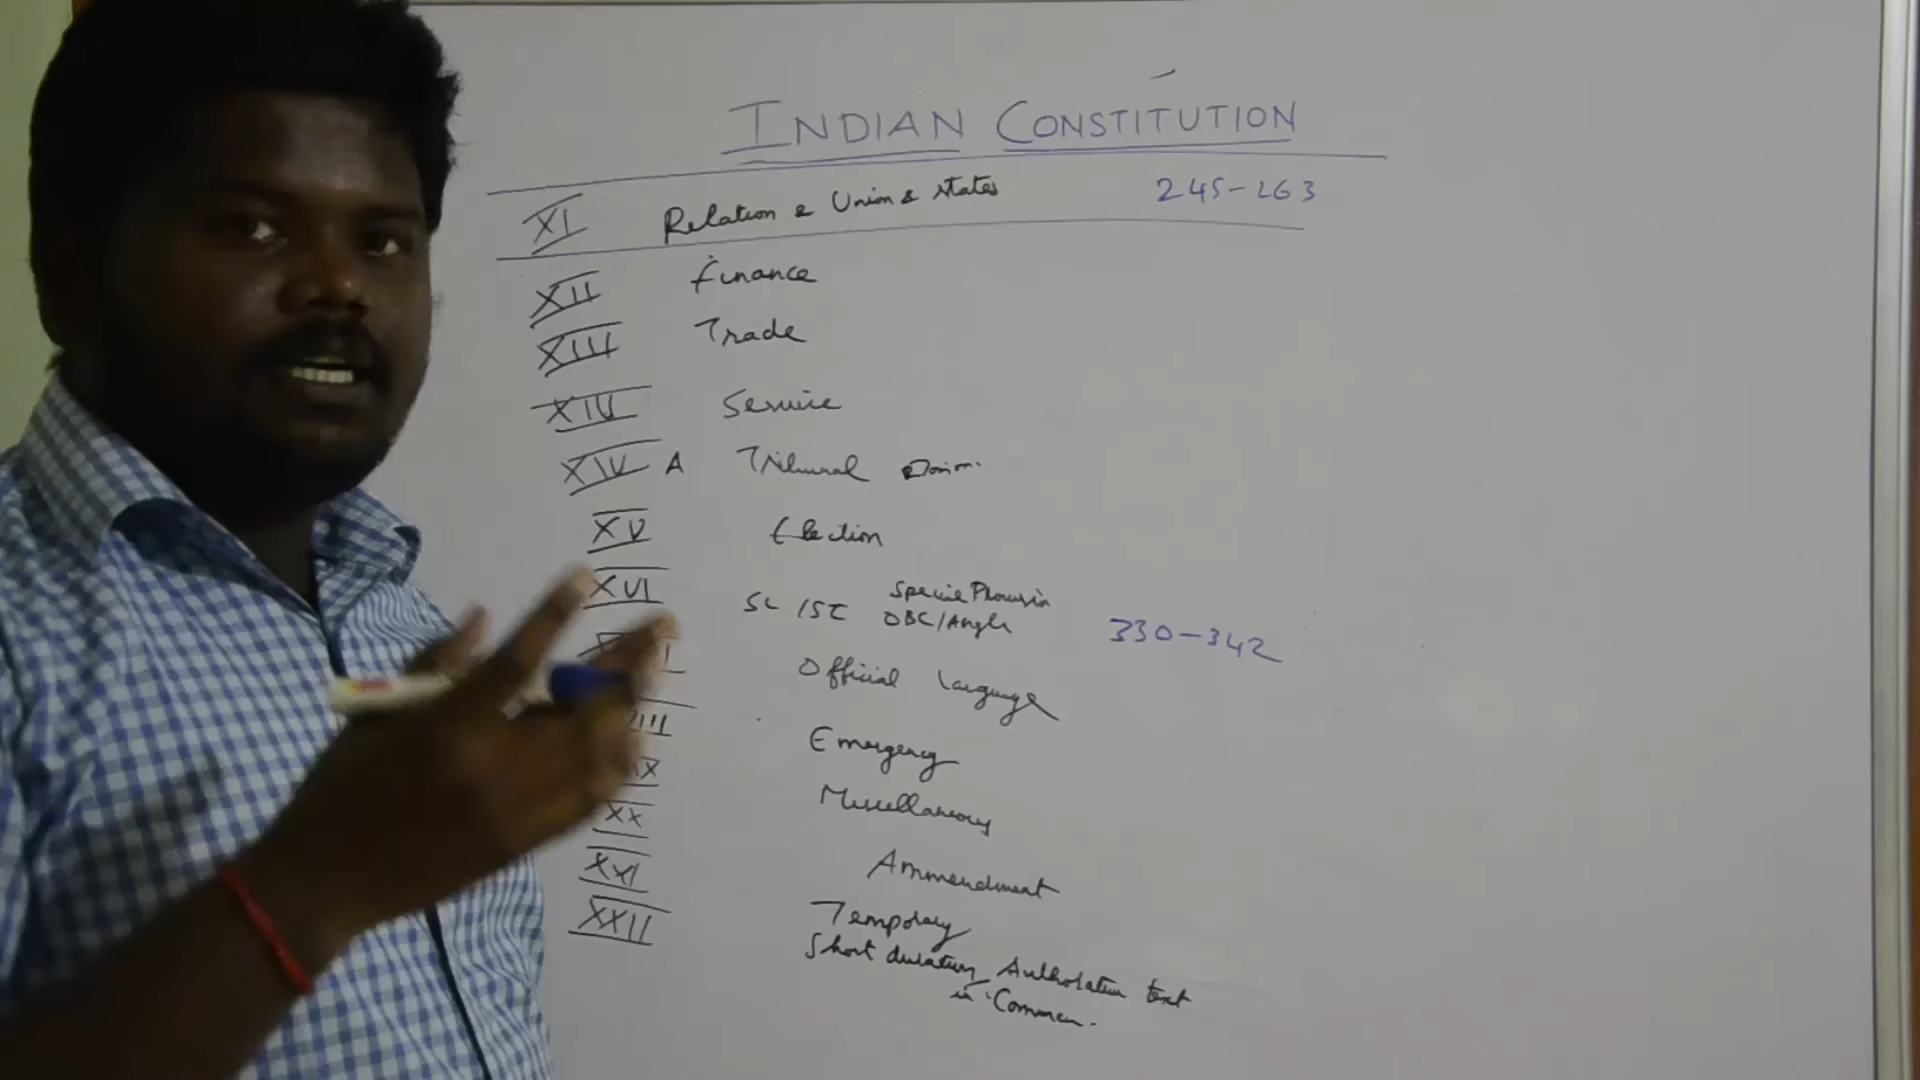 INDIAN CONSTITUTION
XI Relation & Union & states 245-263
XII finance
XIII Trade
XIV Service
XIV A Tribunal
XV Election
XVI SC /ST Special Provision
OBC/Anglo 330-342
Official Language
Emergency
Miscellaneous
XX
XXI Ammendment
XXII Temporary
Short duration Authorative text
in Commen.